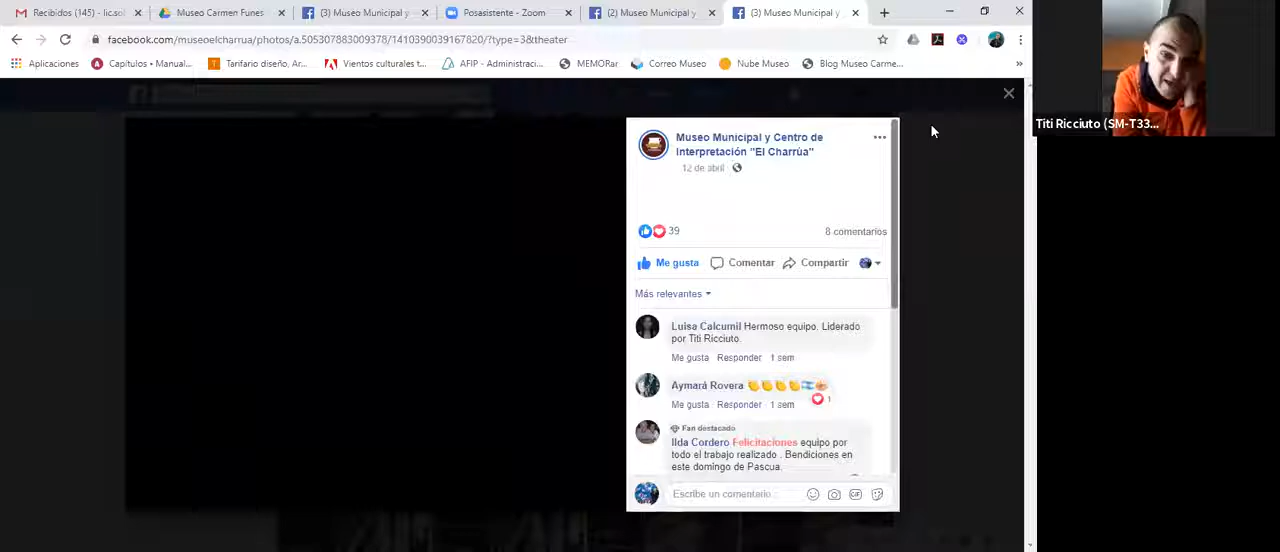 Recibidos (145) - lic.sol
Museo Carmen Funes
(3) Museo Municipal y
Posasistente - Zoom
(2) Museo Municipal y
(3) Museo Municipal y
facebook.com/museoelcharrua/photos/a.505307883009378/1410390039167320/?type=3&theater
Aplicaciones
Capítulos • Manual...
Tarifario diseño, Ar...
Vientos culturales t...
APP - Administraci...
MEMORar
Correo Museo
Nube Museo
Blog Museo Carme...
»
Titi Ricciuto (SM-T33...
Museo Municipal y Centro de
Interpretación "El Charrúa"
12 de abril
39
8 comentarios
Me gusta
Comentar
Compartir
Más relevantes
Luisa Calcumil Hermoso equipo. Liderado
por Titi Ricciuto.
Me gusta · Responder · 1 sem
Aymará Rovera 👏👏👏👏🇦🇷
1
Me gusta · Responder · 1 sem
Fan destacado
Ilda Cordero Felicitaciones equipo por
todo el trabajo realizado . Bendiciones en
este domingo de Pascua.
Escribe un comentario...
GIF